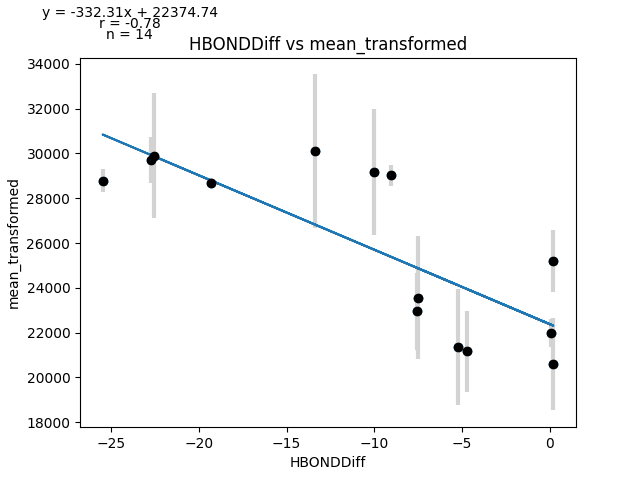 y = -332.31x + 22374.74
r = -0.78
n = 14
HBONDDiff vs mean_transformed
34000
32000
30000
28000
26000
24000
22000
20000
18000
mean_transformed
−25
−20
−15
−10
−5
0
HBONDDiff